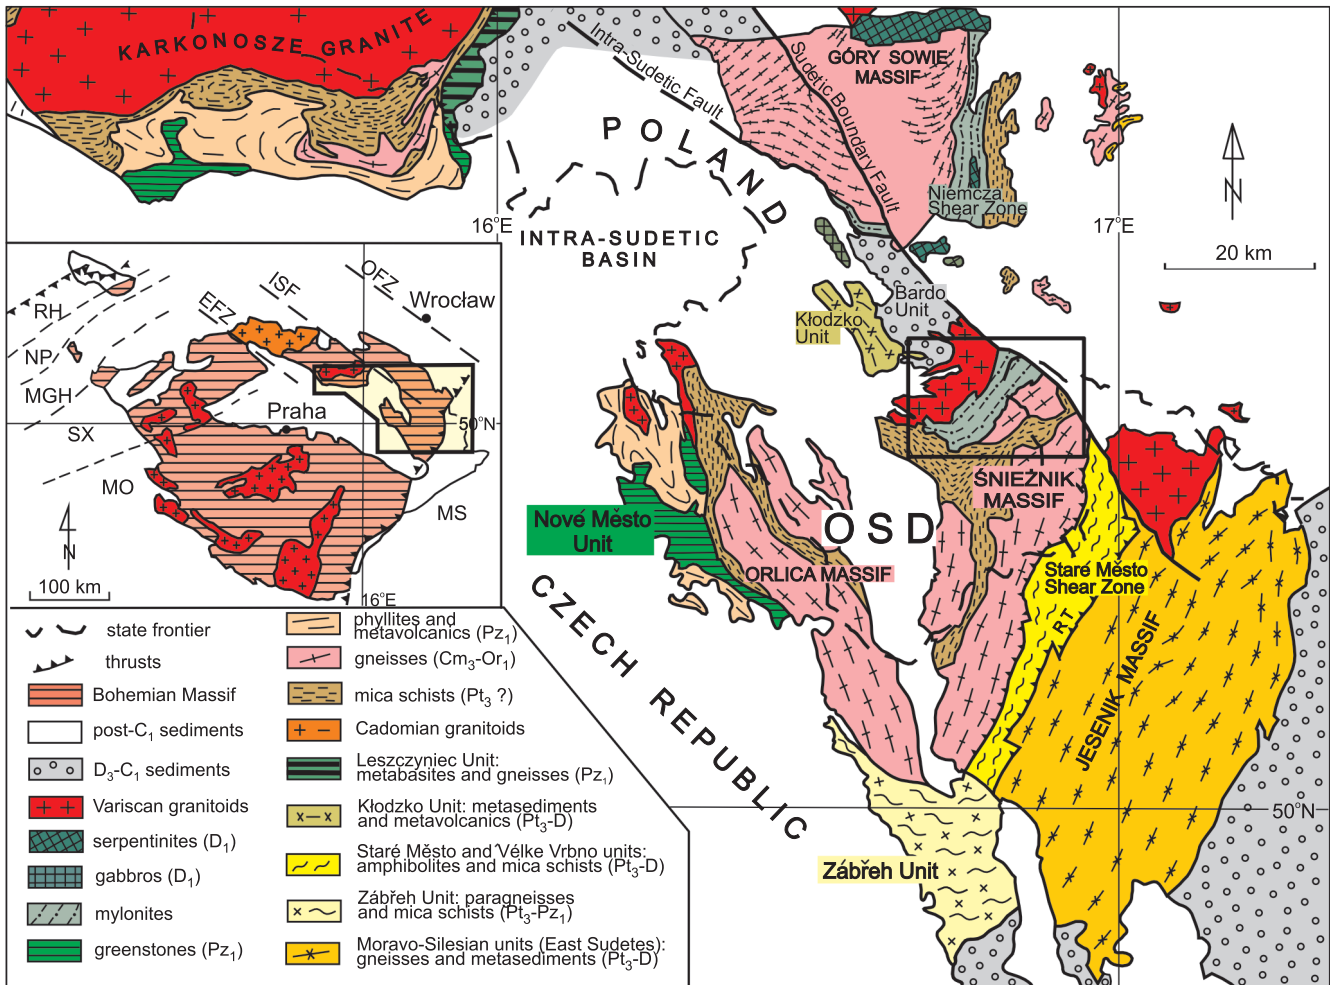 KARKONOSZE GRANITE
Intra-Sudetic Fault
Sudetic Boundary Fault
GÓRY SOWIE
MASSIF
POLAND
Niemcza
Shear Zone
16°E
17°E
N
20 km
INTRA-SUDETIC
BASIN
Bardo
Unit
Kłodzko
Unit
RH
NP
MGH
SX
MO
EFZ
ISF
OFZ
Wrocław
Praha
50°N
MS
N
100 km
16°E
ŚNIEŻNIK
MASSIF
OSD
Nové Město
Unit
ORLICA MASSIF
Staré Město
Shear Zone
RT
JESENIK MASSIF
CZECH REPUBLIC
50°N
Zábřeh Unit
state frontier
thrusts
Bohemian Massif
post-C₁ sediments
D₃-C₁ sediments
Variscan granitoids
serpentinites (D₁)
gabbros (D₁)
mylonites
greenstones (Pz₁)
phyllites and
metavolcanics (Pz₁)
gneisses (Cm₃-Or₁)
mica schists (Pt₃ ?)
Cadomian granitoids
Leszczyniec Unit:
metabasites and gneisses (Pz₁)
Kłodzko Unit: metasediments
and metavolcanics (Pt₃-D)
Staré Město and Vélke Vrbno units:
amphibolites and mica schists (Pt₃-D)
Zábřeh Unit: paragneisses
and mica schists (Pt₃-Pz₁)
Moravo-Silesian units (East Sudetes):
gneisses and metasediments (Pt₃-D)